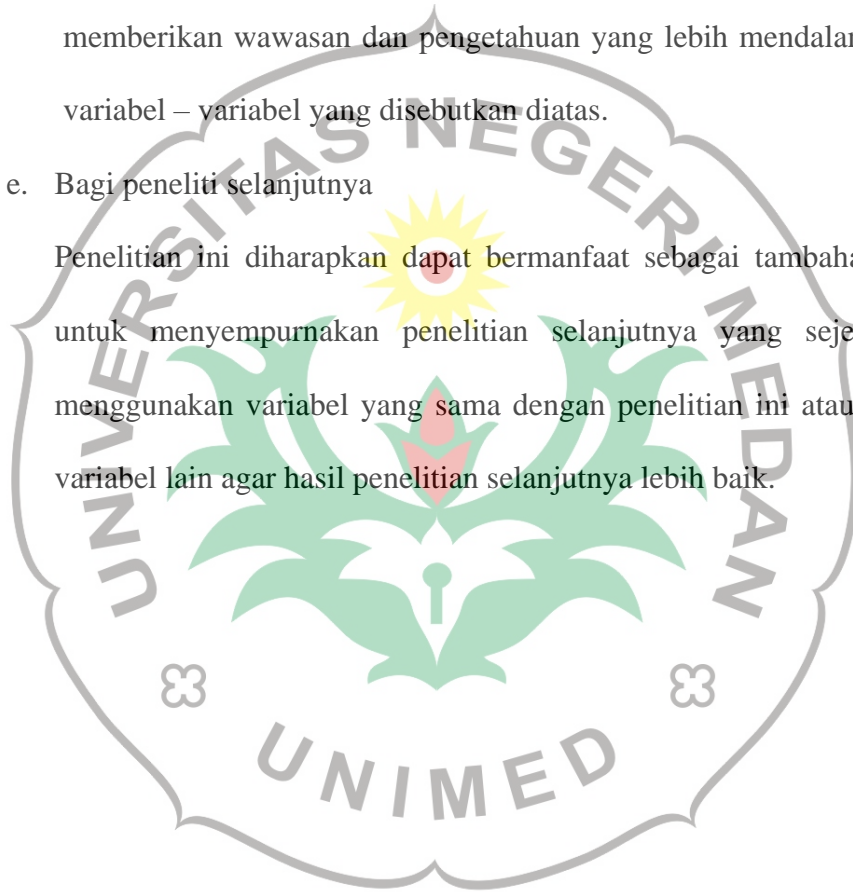 memberikan wawasan dan pengetahuan yang lebih mendalam
variabel – variabel yang disebutkan diatas.
e. Bagi peneliti selanjutnya
Penelitian ini diharapkan dapat bermanfaat sebagai tambaha
untuk menyempurnakan penelitian selanjutnya yang seje
menggunakan variabel yang sama dengan penelitian ini atau
variabel lain agar hasil penelitian selanjutnya lebih baik.
UNIVERSITAS NEGERI MEDAN
UNIMED